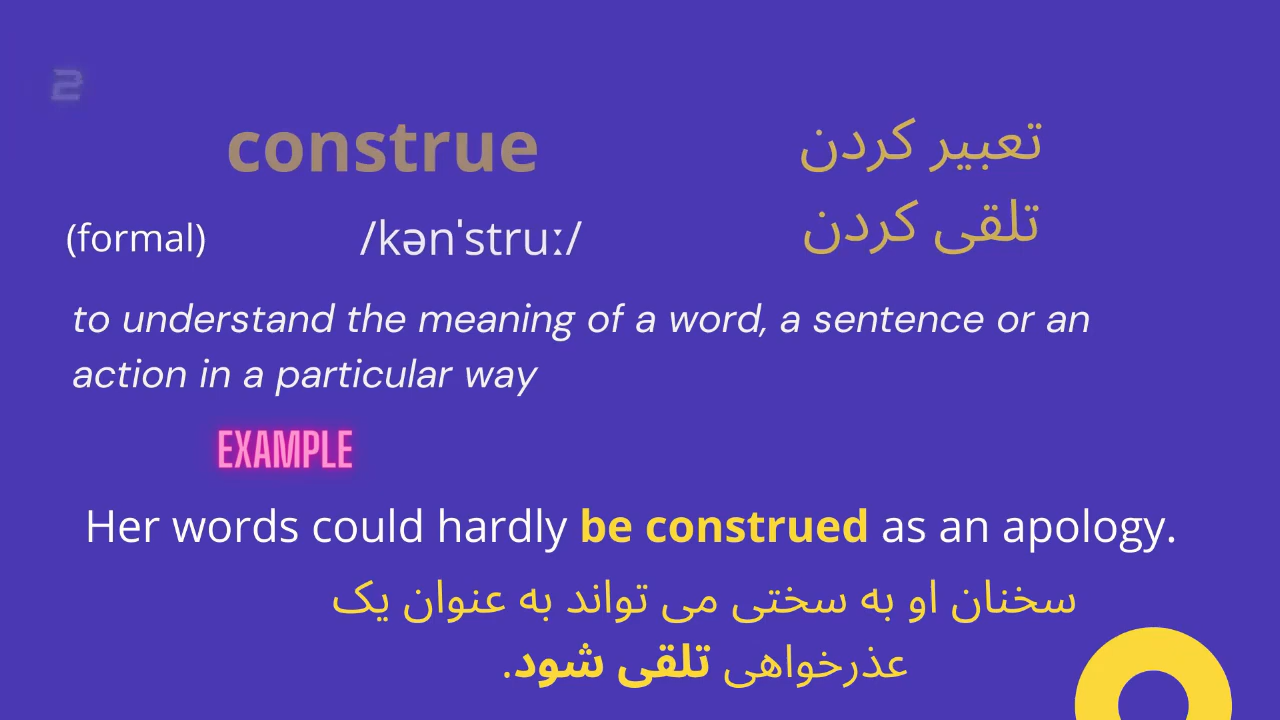 2
construe
تعبیر کردن
تلقی کردن
(formal)
/kənˈstruː/
to understand the meaning of a word, a sentence or an
action in a particular way
EXAMPLE
Her words could hardly be construed as an apology.
سخنان او به سختی می تواند به عنوان یک
عذرخواهی تلقی شود.